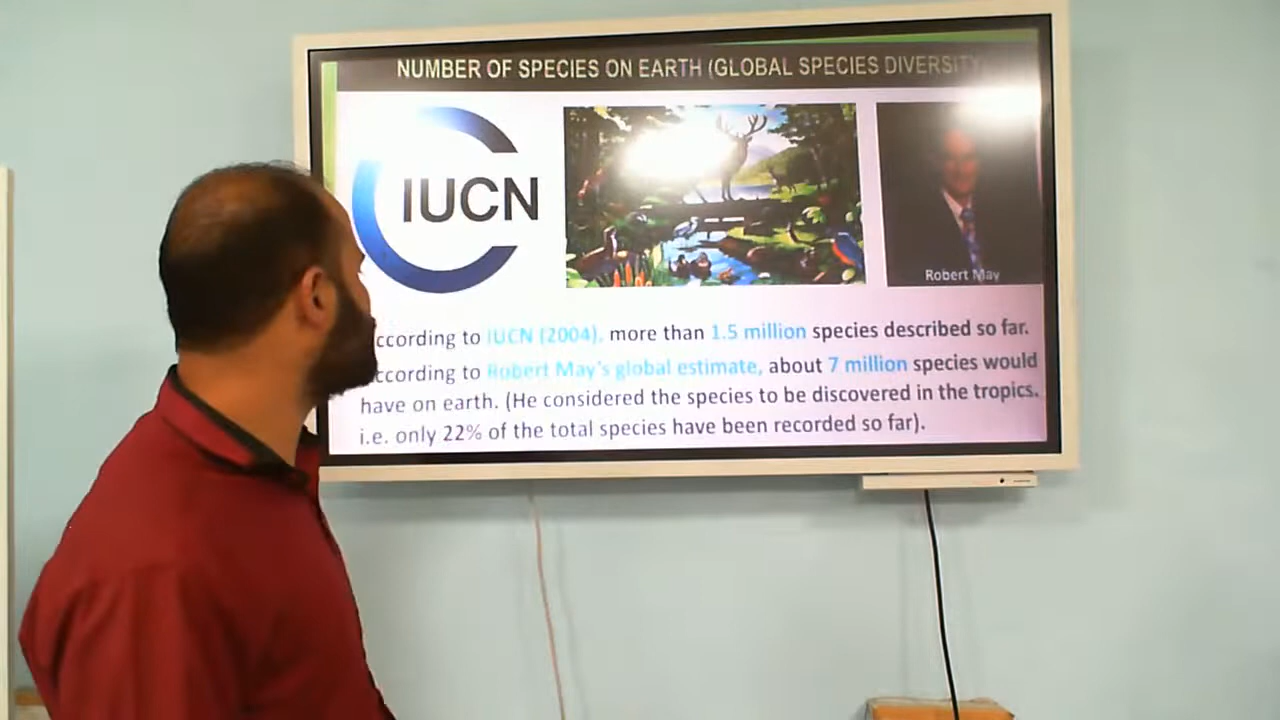 NUMBER OF SPECIES ON EARTH (GLOBAL SPECIES DIVERSITY)
IUCN
Robert May
ccording to IUCN (2004), more than 1.5 million species described so far.
ccording to Robert May's global estimate, about 7 million species would
have on earth. (He considered the species to be discovered in the tropics.
i.e. only 22% of the total species have been recorded so far).